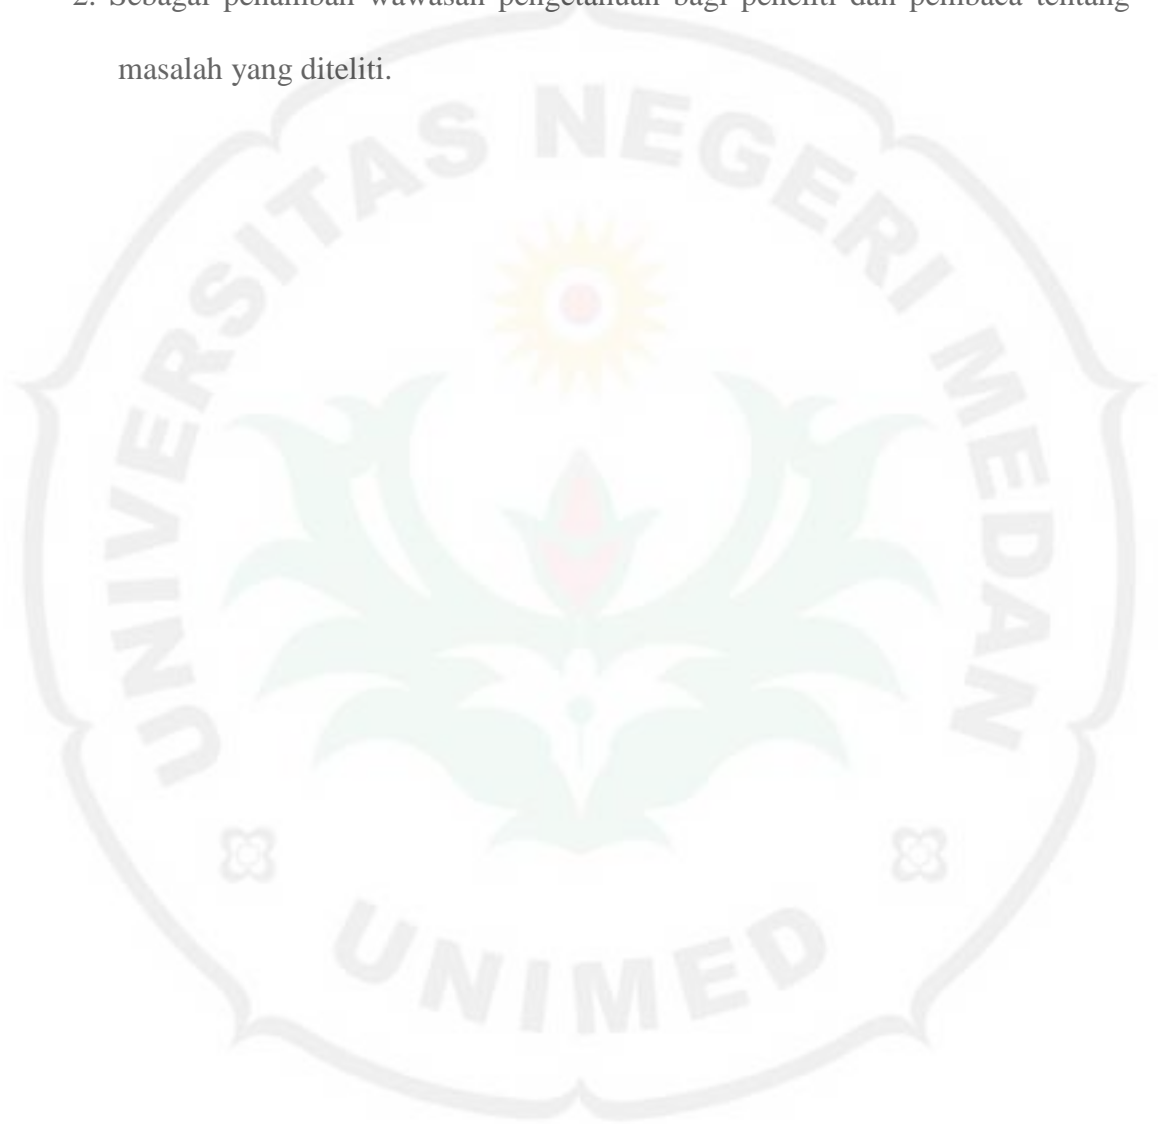 2. Sebagai penambah wawasan pengetahuan bagi peneliti dan pembaca tentang
masalah yang diteliti.
UNIVERSITAS NEGERI MEDAN
UNIMED